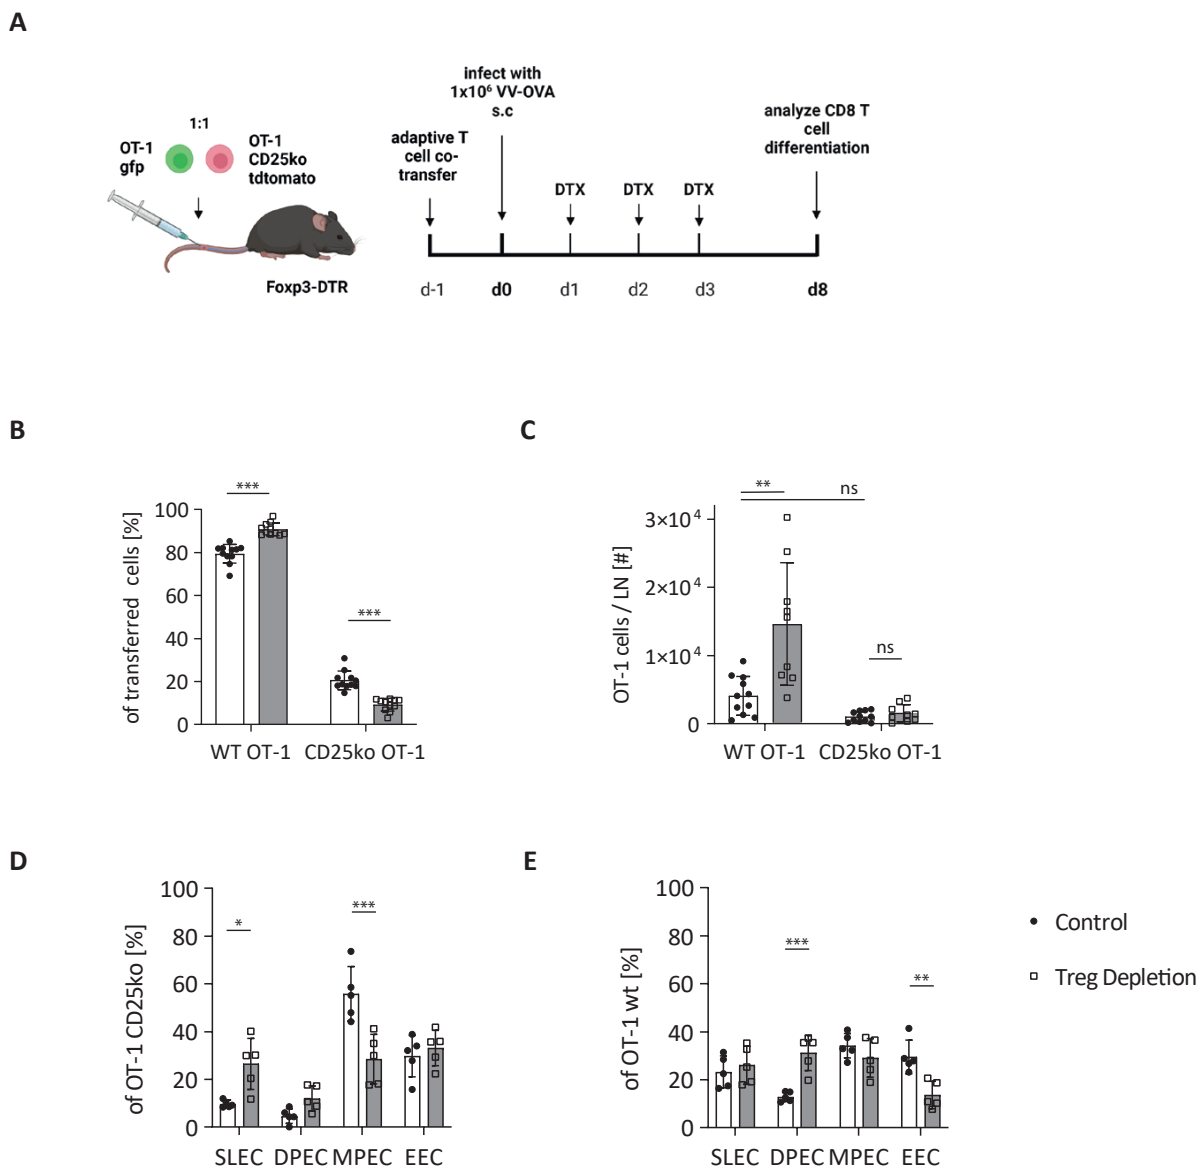 A
infect with
1x10⁶ VV-OVA
s.c
1:1
OT-1
gfp
OT-1
CD25ko
tdtomato
Foxp3-DTR
adaptive T
cell co-
transfer
DTX
DTX
DTX
analyze CD8 T
cell
differentiation
d-1
d0
d1
d2
d3
d8
B
of transferred cells [%]
100
80
60
40
20
0
***
***
WT OT-1
CD25ko OT-1
C
OT-1 cells / LN [#]
3×10⁴
2×10⁴
1×10⁴
0
**
ns
ns
WT OT-1
CD25ko OT-1
D
of OT-1 CD25ko [%]
100
80
60
40
20
0
*
***
SLEC
DPEC
MPEC
EEC
E
of OT-1 wt [%]
100
80
60
40
20
0
***
**
SLEC
DPEC
MPEC
EEC
Control
Treg Depletion